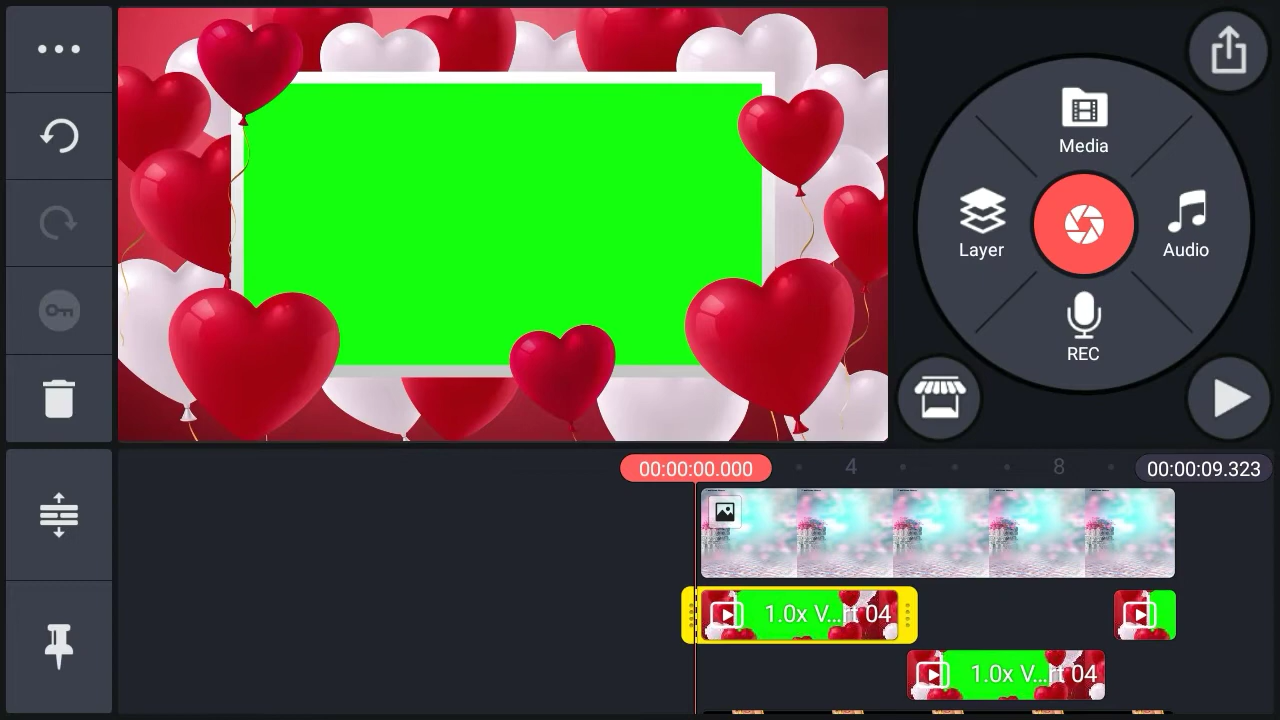 Media
Layer
Audio
REC
00:00:00.000
4
8
00:00:09.323
1.0x V...rt 04
1.0x V...rt 04